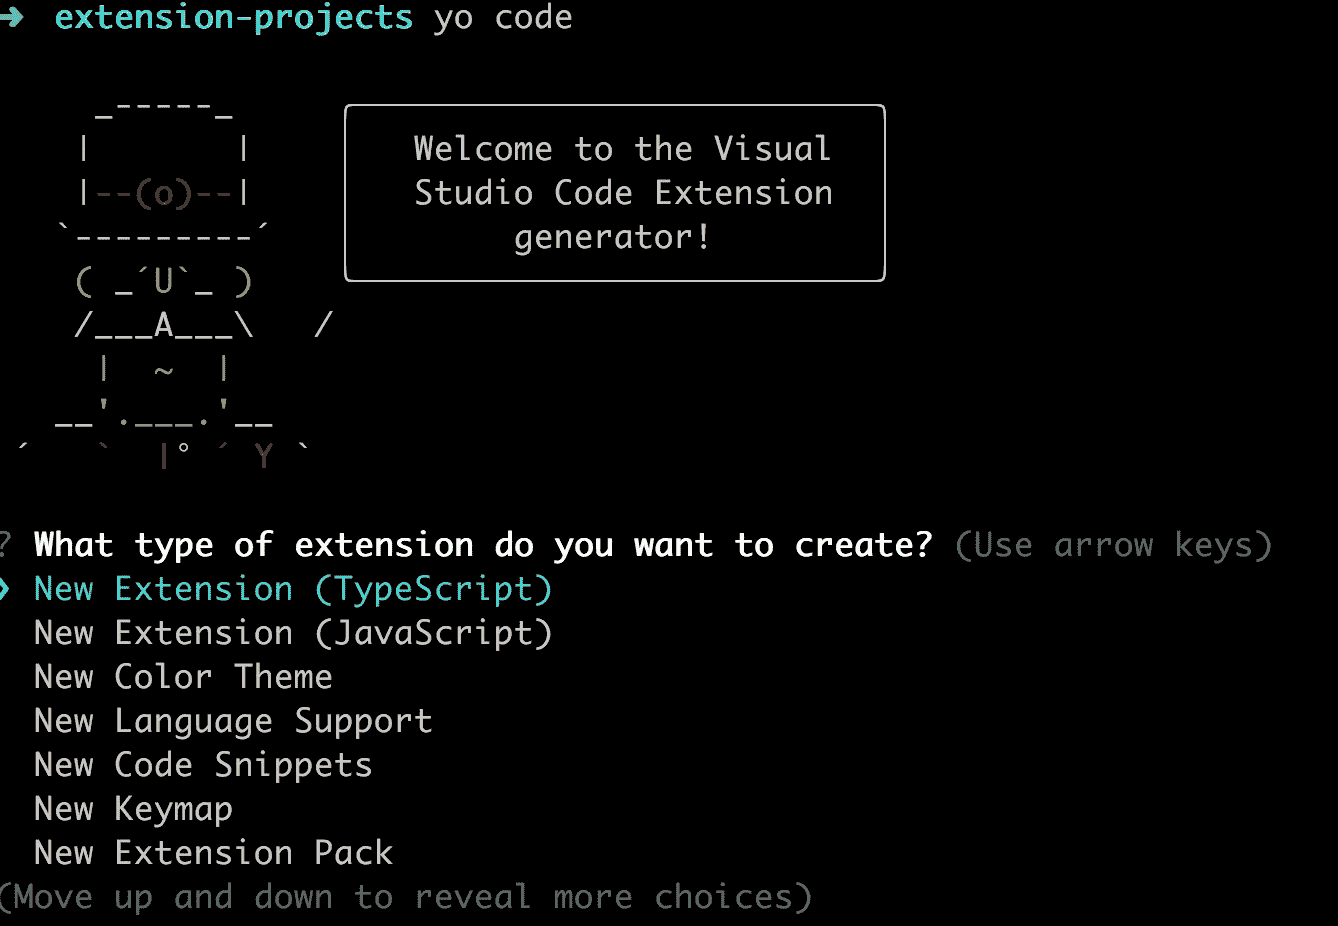 ➜ extension-projects yo code
_-----_
|       |
|--(o)--|
`---------´
( _´U`_ )
/___A___\   /
|  ~  |
__'.___.'__
´   `  |° ´ Y `
Welcome to the Visual
Studio Code Extension
generator!
? What type of extension do you want to create? (Use arrow keys)
❯ New Extension (TypeScript)
New Extension (JavaScript)
New Color Theme
New Language Support
New Code Snippets
New Keymap
New Extension Pack
(Move up and down to reveal more choices)